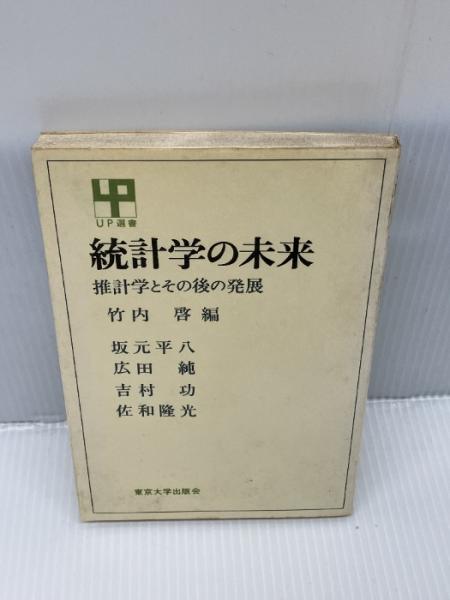 UP選書
統計学の未来
推計学とその後の発展
竹内 啓編
坂元平八
広田 純
吉村 功
佐和隆光
東京大学出版会